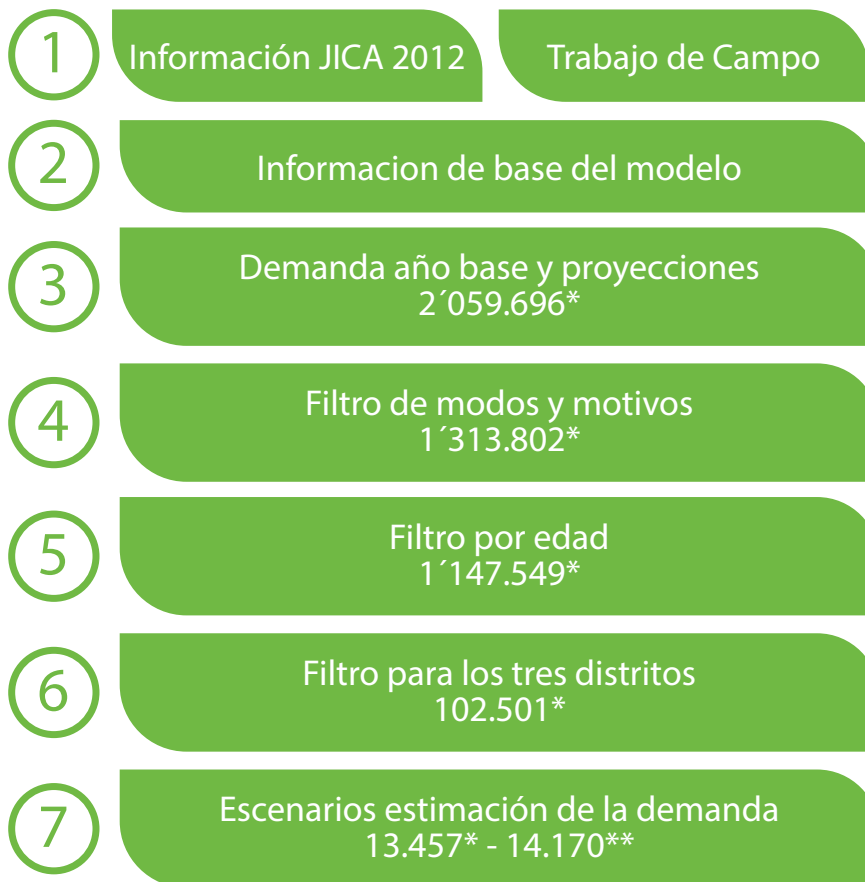 1
Información JICA 2012
Trabajo de Campo
2
Informacion de base del modelo
3
Demanda año base y proyecciones
2´059.696*
4
Filtro de modos y motivos
1´313.802*
5
Filtro por edad
1´147.549*
6
Filtro para los tres distritos
102.501*
7
Escenarios estimación de la demanda
13.457* - 14.170**